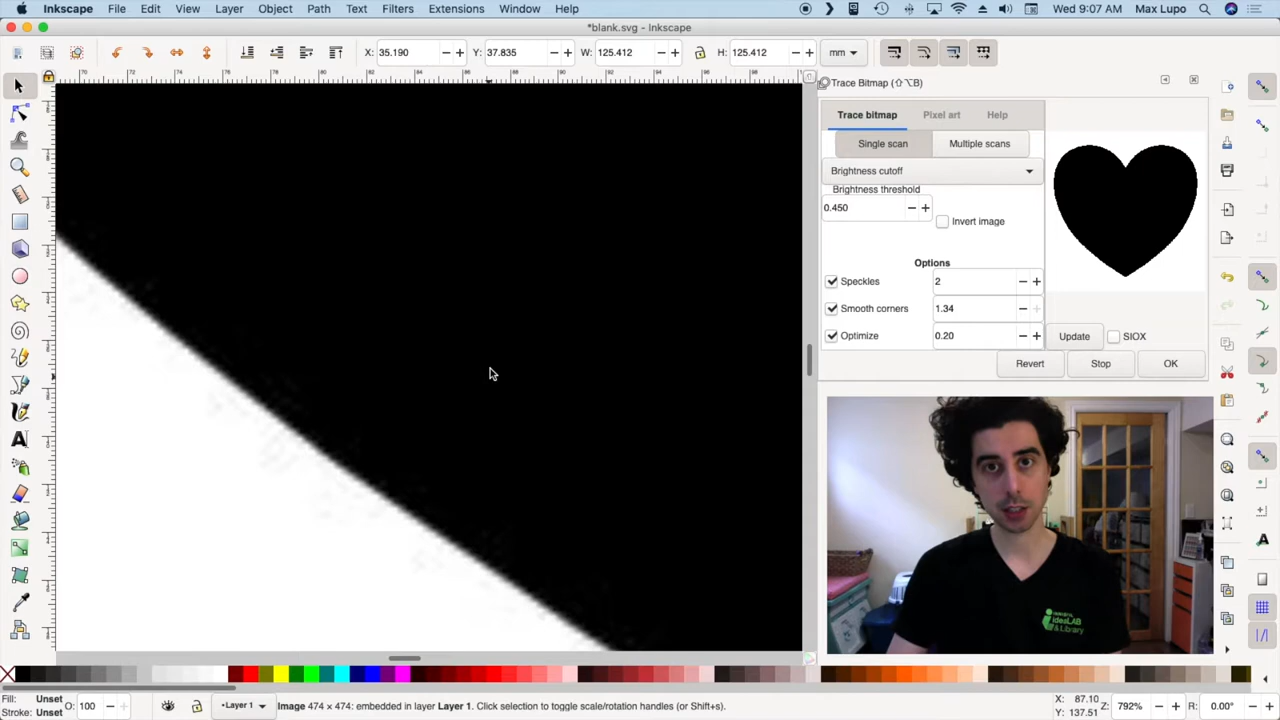 Inkscape File Edit View Layer Object Path Text Filters Extensions Window Help Wed 9:07 AM Max Lupo
*blank.svg - Inkscape
X: 35.190 Y: 37.835 W: 125.412 H: 125.412 mm
Trace Bitmap (⇧⌥B)
Trace bitmap Pixel art Help
Single scan Multiple scans
Brightness cutoff
Brightness threshold
0.450
Invert image
Options
Speckles 2
Smooth corners 1.34
Optimize 0.20 Update SIOX
Revert Stop OK
ideaLAB
& Library
Fill: Unset
Stroke: Unset
O: 100
Layer 1
Image 474 × 474: embedded in layer Layer 1. Click selection to toggle scale/rotation handles (or Shift+s).
X: 87.10
Y: 137.51
Z: 792% R: 0.00°